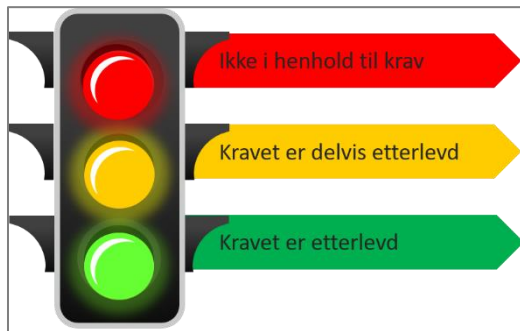 Ikke i henhold til krav
Kravet er delvis etterlevd
Kravet er etterlevd